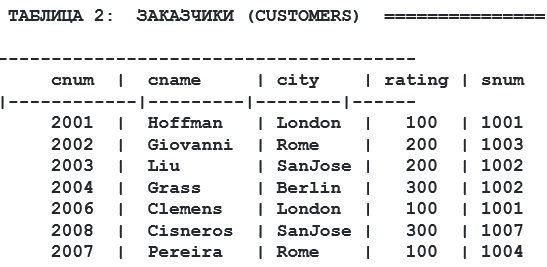 ТАБЛИЦА 2:  ЗАКАЗЧИКИ (CUSTOMERS)  ===============
---------------------------------------
cnum  |  cname     | city    | rating | snum
|------------|---------|--------|------
2001  |  Hoffman   | London  |   100  | 1001
2002  |  Giovanni  | Rome    |   200  | 1003
2003  |  Liu       | SanJose |   200  | 1002
2004  |  Grass     | Berlin  |   300  | 1002
2006  |  Clemens   | London  |   100  | 1001
2008  |  Cisneros  | SanJose |   300  | 1007
2007  |  Pereira   | Rome    |   100  | 1004